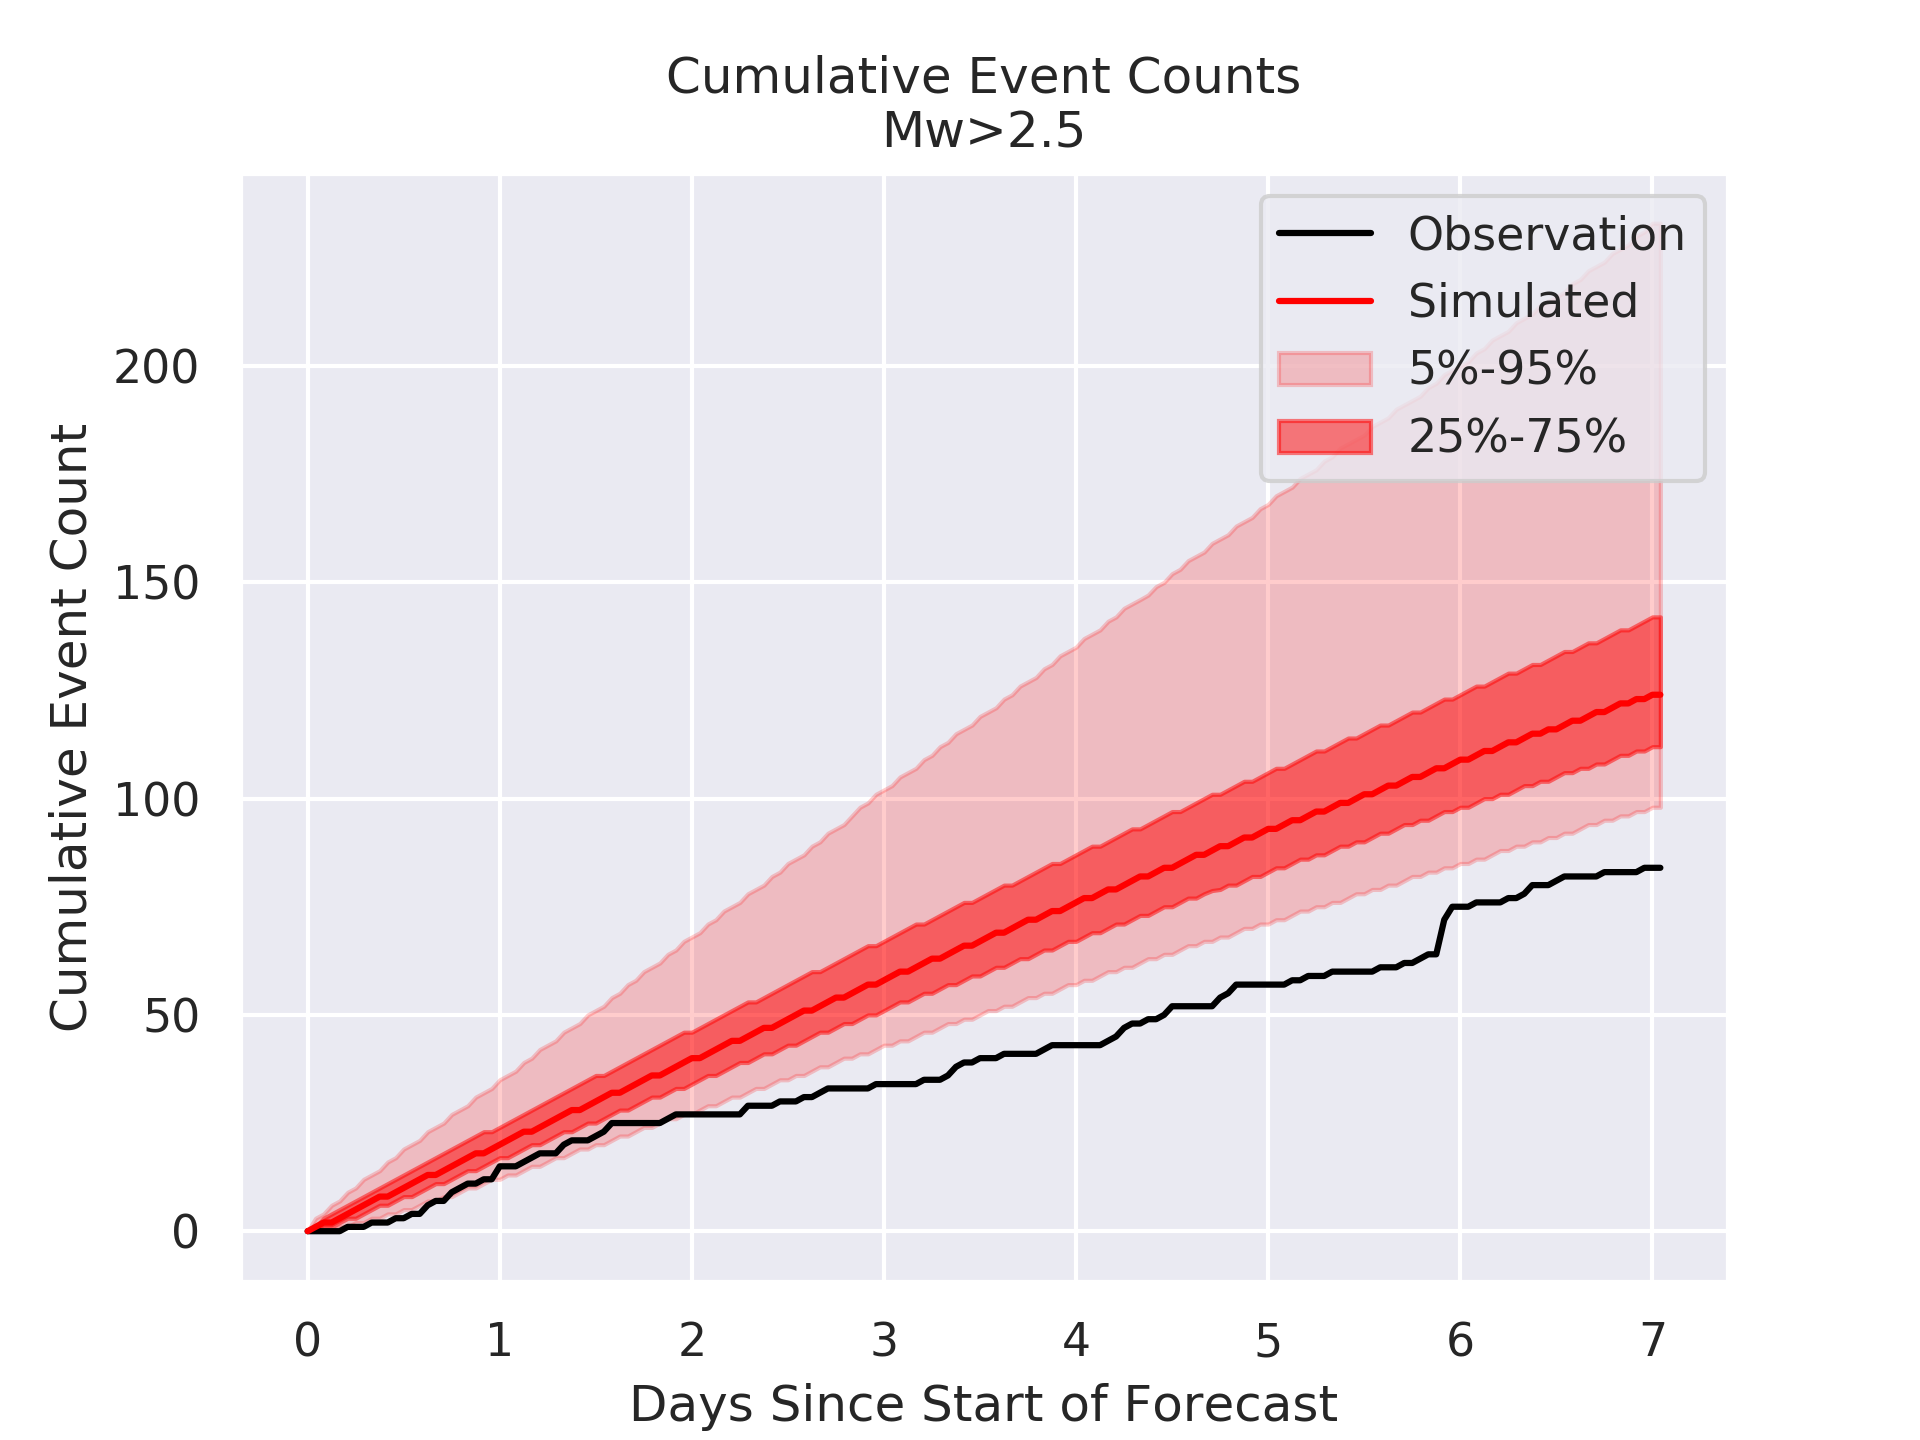 Cumulative Event Counts
Mw>2.5
Observation
Simulated
5%-95%
25%-75%
Cumulative Event Count
200
150
100
50
0
0 1 2 3 4 5 6 7
Days Since Start of Forecast